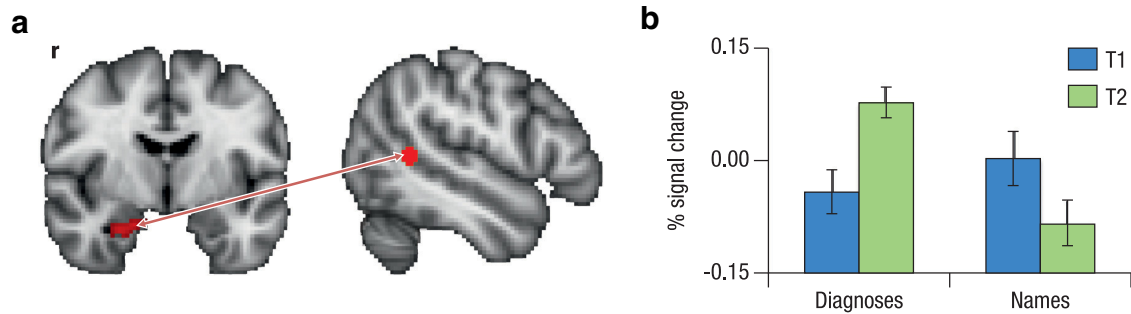 a
r
b
% signal change
0.15
0.00
-0.15
T1
T2
Diagnoses
Names